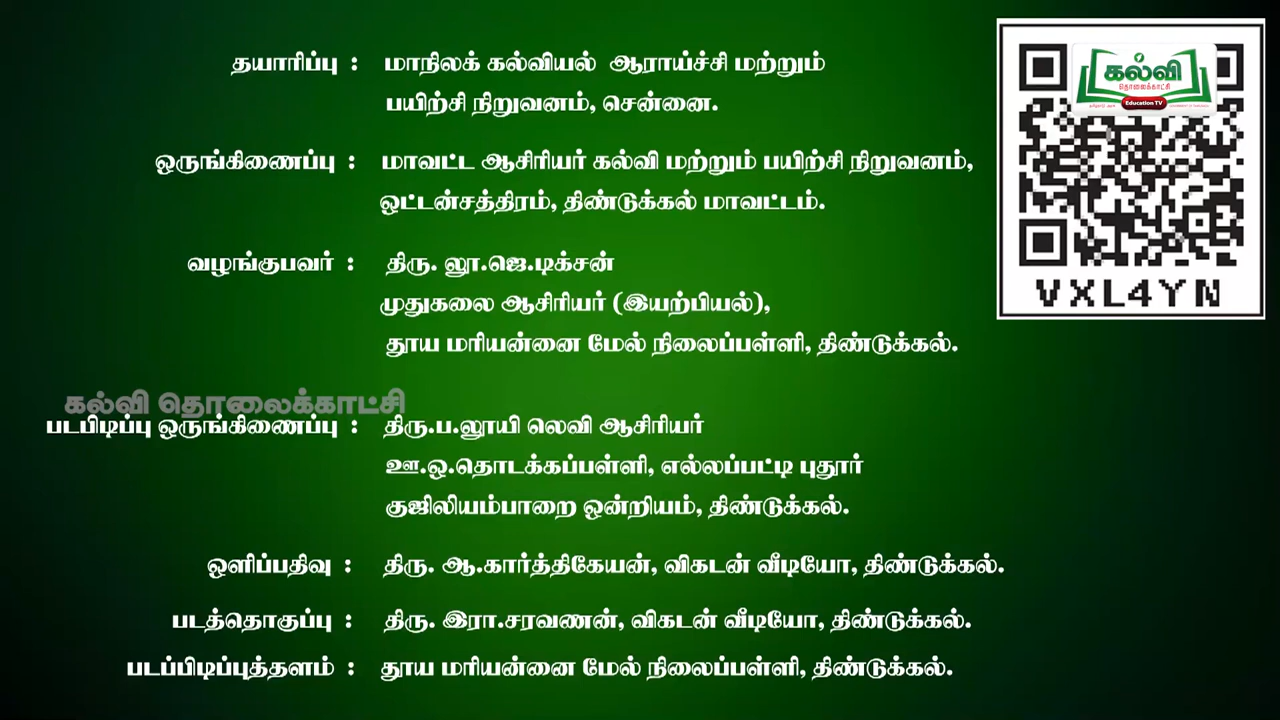 தயாரிப்பு : மாநிலக் கல்வியல் ஆராய்ச்சி மற்றும்
பயிற்சி நிறுவனம், சென்னை.
கல்வி
தொலைக்காட்சி
Education TV
ஒருங்கிணைப்பு : மாவட்ட ஆசிரியர் கல்வி மற்றும் பயிற்சி நிறுவனம்,
ஒட்டன்சத்திரம், திண்டுக்கல் மாவட்டம்.
வழங்குபவர் : திரு. லூ.ஜெ.டிக்சன்
VXL4YN
முதுகலை ஆசிரியர் (இயற்பியல்),
தூய மரியன்னை மேல் நிலைப்பள்ளி, திண்டுக்கல்.
கல்வி தொலைக்காட்சி
படபிடிப்பு ஒருங்கிணைப்பு : திரு.ப.லூயி லெவி ஆசிரியர்
ஊ.ஒ.தொடக்கப்பள்ளி, எல்லப்பட்டி புதூர்
குஜிலியம்பாறை ஒன்றியம், திண்டுக்கல்.
ஒளிப்பதிவு : திரு. ஆ.கார்த்திகேயன், விகடன் வீடியோ, திண்டுக்கல்.
படத்தொகுப்பு : திரு. இரா.சரவணன், விகடன் வீடியோ, திண்டுக்கல்.
படப்பிடிப்புத்தளம் : தூய மரியன்னை மேல் நிலைப்பள்ளி, திண்டுக்கல்.